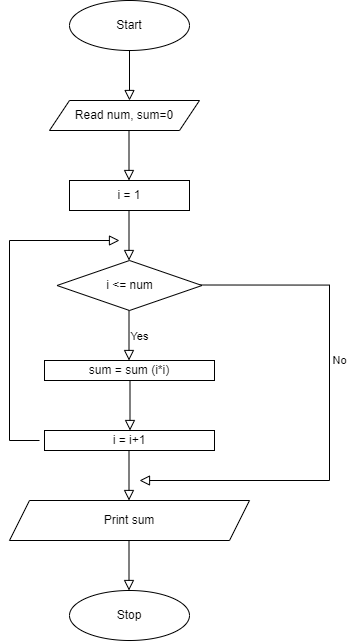 Start
Read num, sum=0
i = 1
i <= num
Yes
No
sum = sum (i*i)
i = i+1
Print sum
Stop